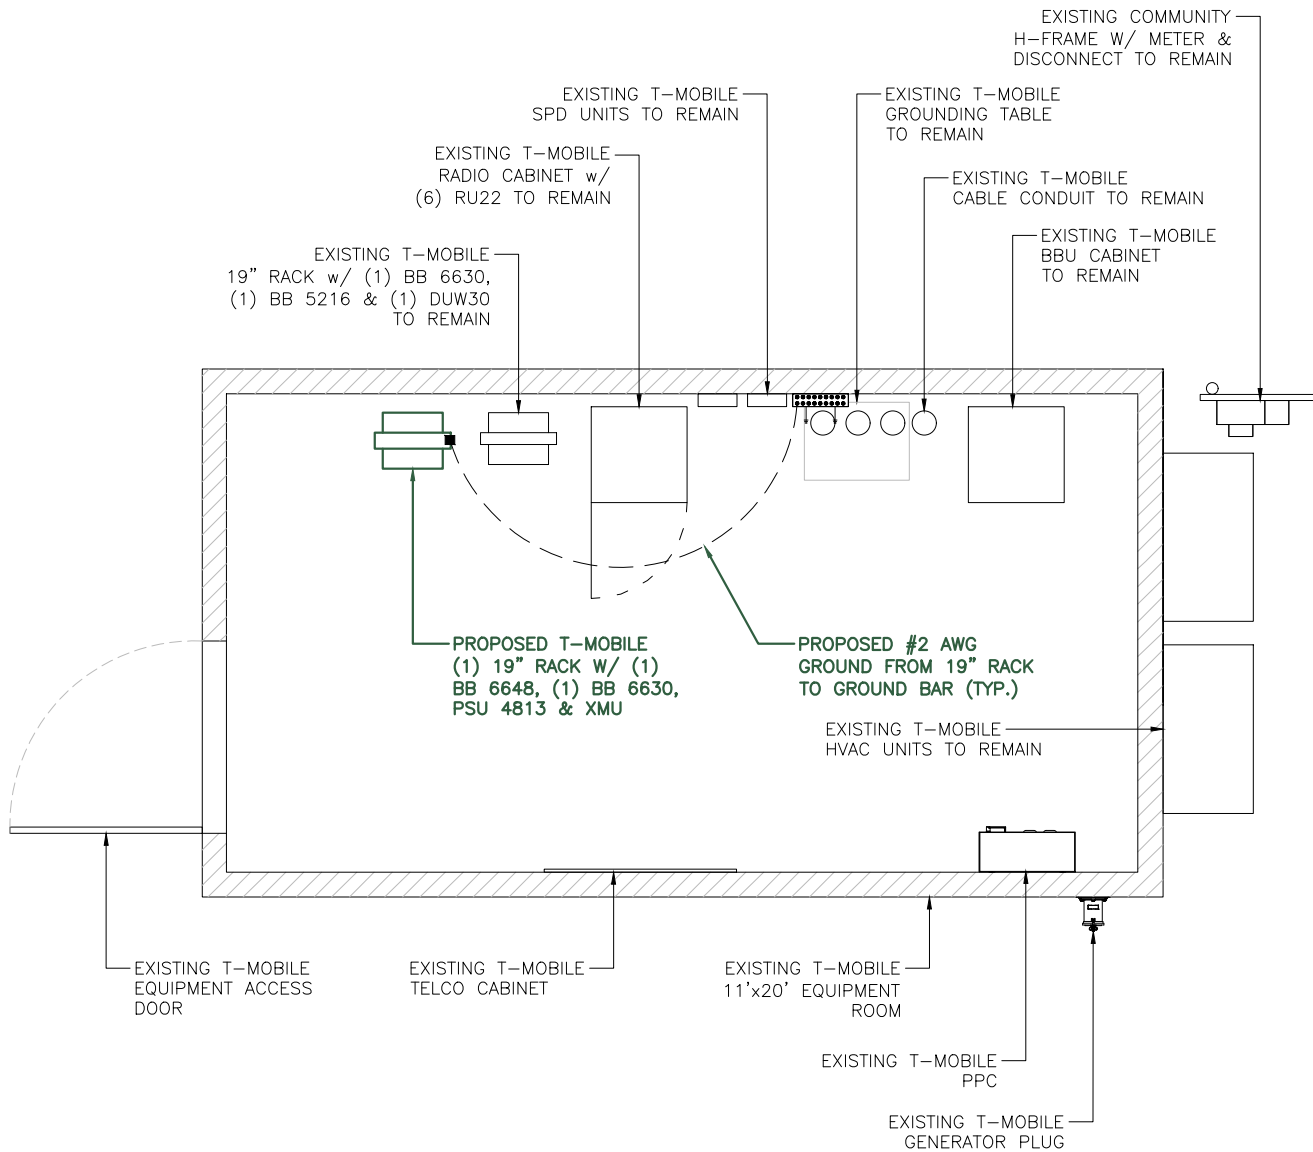 EXISTING COMMUNITY
H-FRAME W/ METER &
DISCONNECT TO REMAIN
EXISTING T-MOBILE
SPD UNITS TO REMAIN
EXISTING T-MOBILE
GROUNDING TABLE
TO REMAIN
EXISTING T-MOBILE
RADIO CABINET w/
(6) RU22 TO REMAIN
EXISTING T-MOBILE
CABLE CONDUIT TO REMAIN
EXISTING T-MOBILE
19" RACK w/ (1) BB 6630,
(1) BB 5216 & (1) DUW30
TO REMAIN
EXISTING T-MOBILE
BBU CABINET
TO REMAIN
PROPOSED T-MOBILE
(1) 19" RACK W/ (1)
BB 6648, (1) BB 6630,
PSU 4813 & XMU
PROPOSED #2 AWG
GROUND FROM 19" RACK
TO GROUND BAR (TYP.)
EXISTING T-MOBILE
HVAC UNITS TO REMAIN
EXISTING T-MOBILE
EQUIPMENT ACCESS
DOOR
EXISTING T-MOBILE
TELCO CABINET
EXISTING T-MOBILE
11'x20' EQUIPMENT
ROOM
EXISTING T-MOBILE
PPC
EXISTING T-MOBILE
GENERATOR PLUG